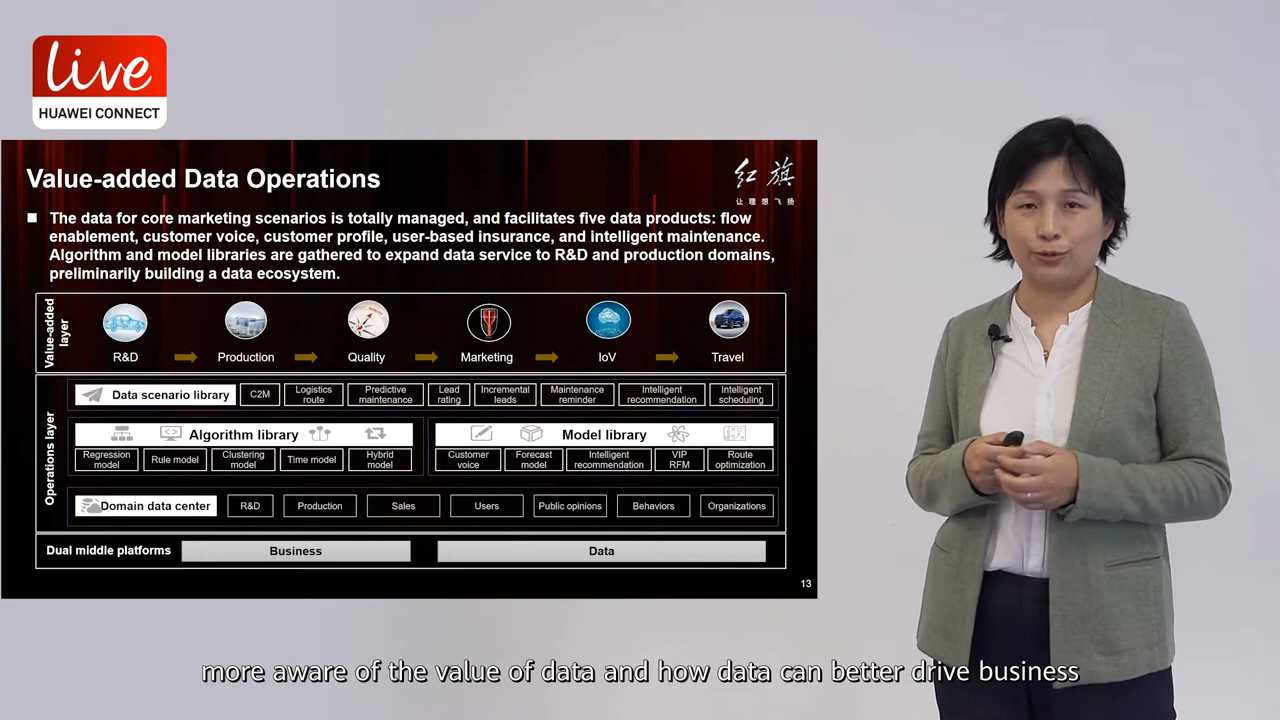 live
HUAWEI CONNECT
Value-added Data Operations
红旗
让理想飞扬
■ The data for core marketing scenarios is totally managed, and facilitates five data products: flow
enablement, customer voice, customer profile, user-based insurance, and intelligent maintenance.
Algorithm and model libraries are gathered to expand data service to R&D and production domains,
preliminarily building a data ecosystem.
Value-added
layer
R&D
Production
Quality
Marketing
IoV
Travel
Operations layer
Data scenario library
C2M
Logistics
route
Predictive
maintenance
Lead
rating
Incremental
leads
Maintenance
reminder
Intelligent
recommendation
Intelligent
scheduling
Algorithm library
Regression
model
Rule model
Clustering
model
Time model
Hybrid
model
Model library
Customer
voice
Forecast
model
Intelligent
recommendation
VIP
RFM
Route
optimization
Domain data center
R&D
Production
Sales
Users
Public opinions
Behaviors
Organizations
Dual middle platforms
Business
Data
13
more aware of the value of data and how data can better drive business